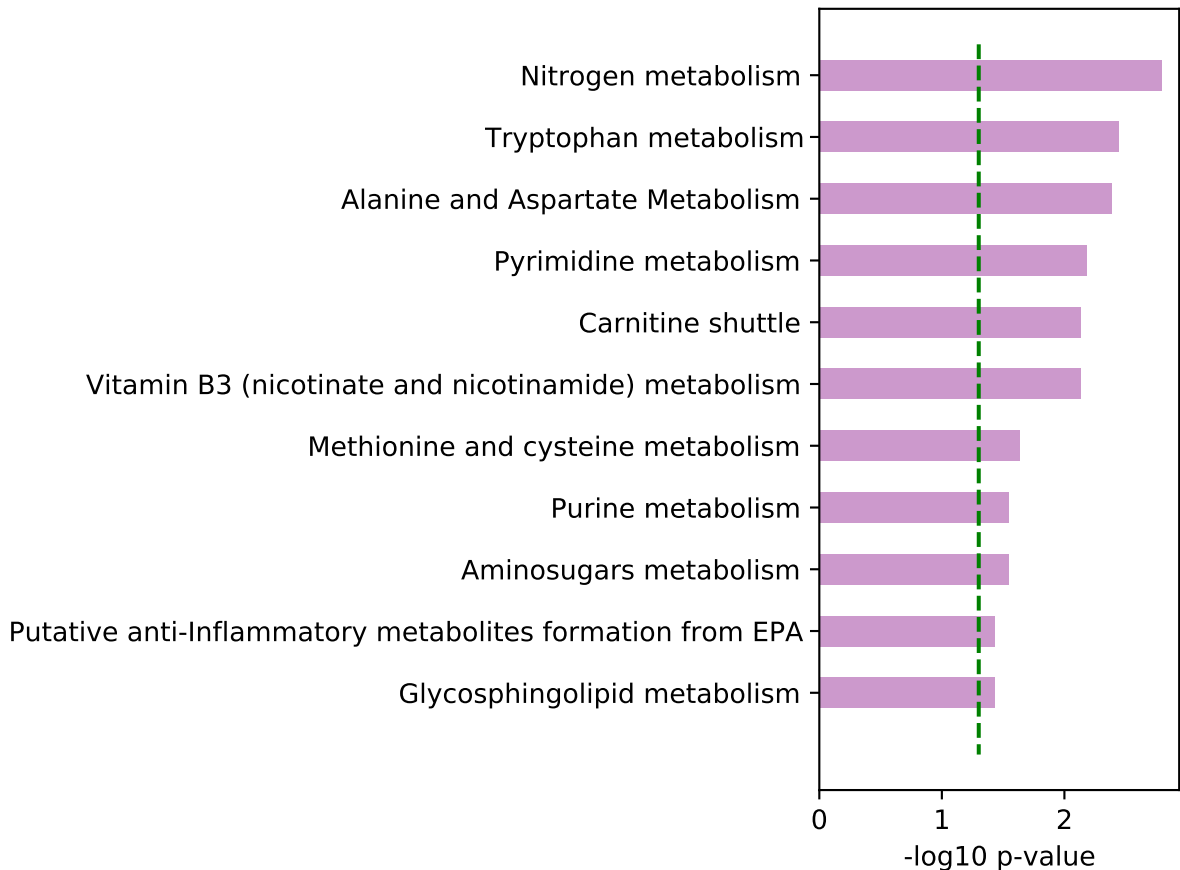 Nitrogen metabolism
Tryptophan metabolism
Alanine and Aspartate Metabolism
Pyrimidine metabolism
Carnitine shuttle
Vitamin B3 (nicotinate and nicotinamide) metabolism
Methionine and cysteine metabolism
Purine metabolism
Aminosugars metabolism
Putative anti-Inflammatory metabolites formation from EPA
Glycosphingolipid metabolism
0 1 2
-log10 p-value